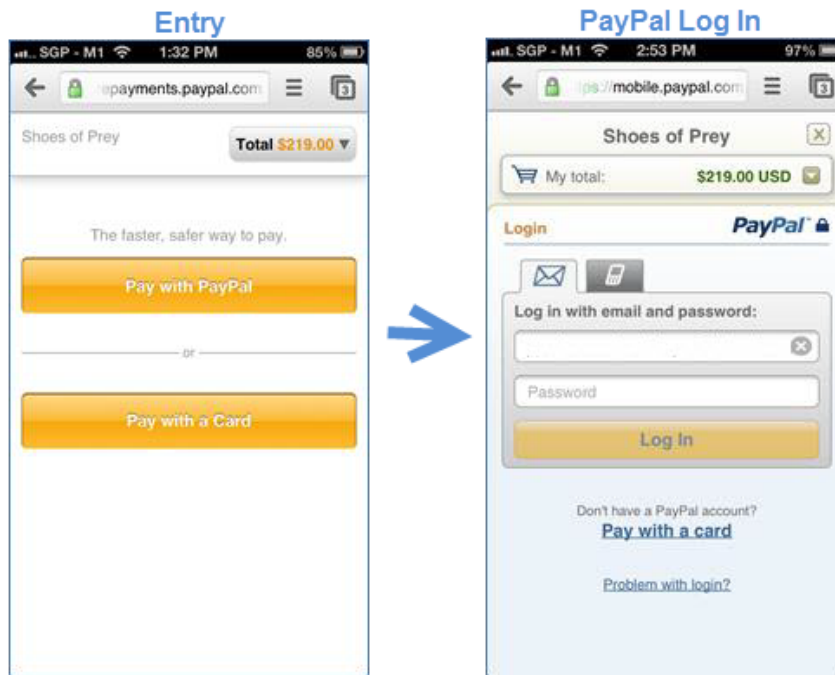 Entry
SGP - M1 1:32 PM 85%
epayments.paypal.com 3
Shoes of Prey Total $219.00
The faster, safer way to pay.
Pay with PayPal
or
Pay with a Card
PayPal Log In
SGP - M1 2:53 PM 97%
ps://mobile.paypal.com 3
Shoes of Prey
My total: $219.00 USD
Login PayPal
Log in with email and password:
Password
Log In
Don't have a PayPal account?
Pay with a card
Problem with login?